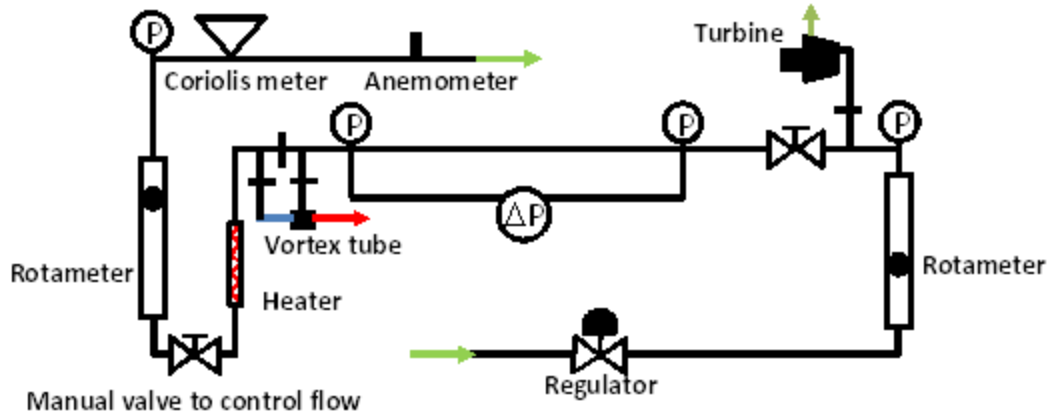 P
Turbine
Coriolis meter
Anemometer
P
P
P
ΔP
Vortex tube
Rotameter
Rotameter
Heater
Regulator
Manual valve to control flow